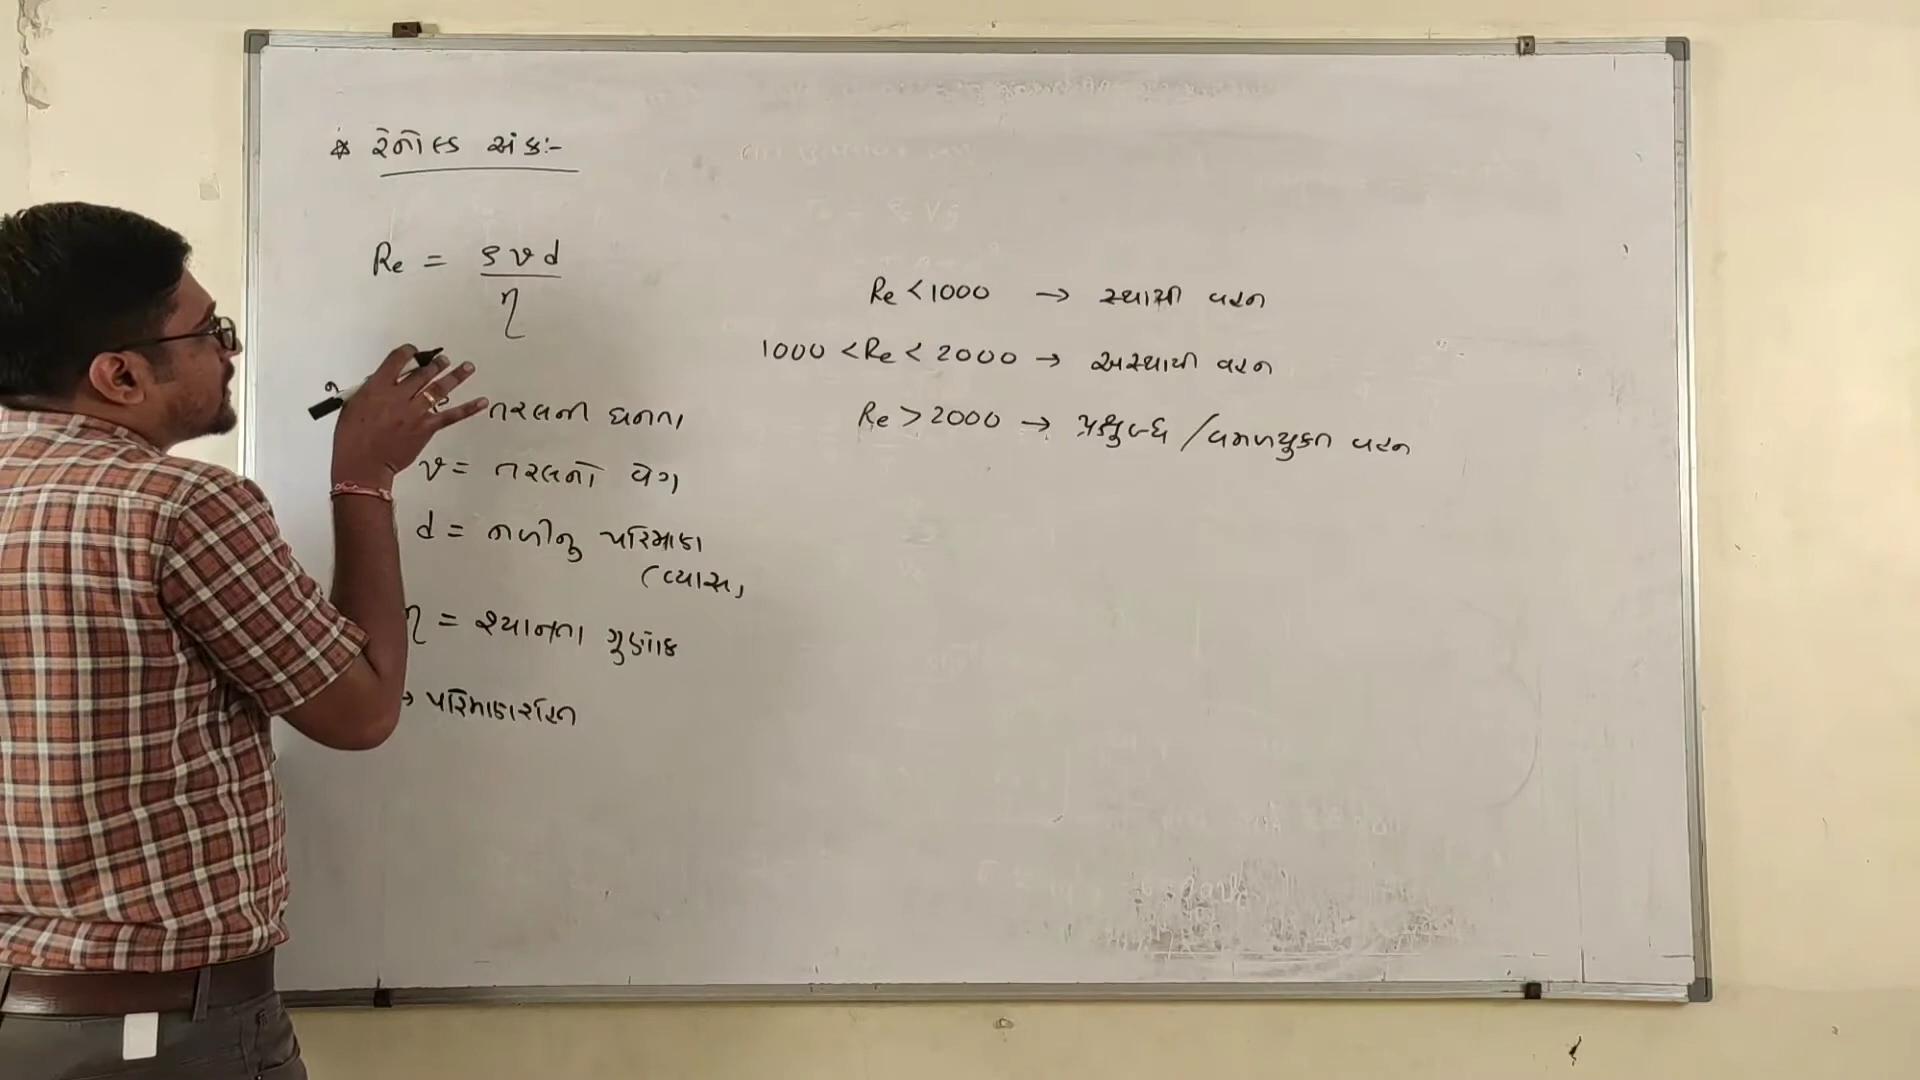 * રેનોલ્ડ અંક:-
Re = ρ v d / η
તરલની ઘનતા
v = તરલનો વેગ
d = નળીનુ પરિમાણ
(વ્યાસ)
η = શ્યાનતા ગુણાંક
→ પરિમાણરહિત
Re < 1000 → સ્થાયી વહન
1000 < Re < 2000 → અસ્થાયી વહન
Re > 2000 → પ્રક્ષુબ્ધ / વમળયુક્ત વહન